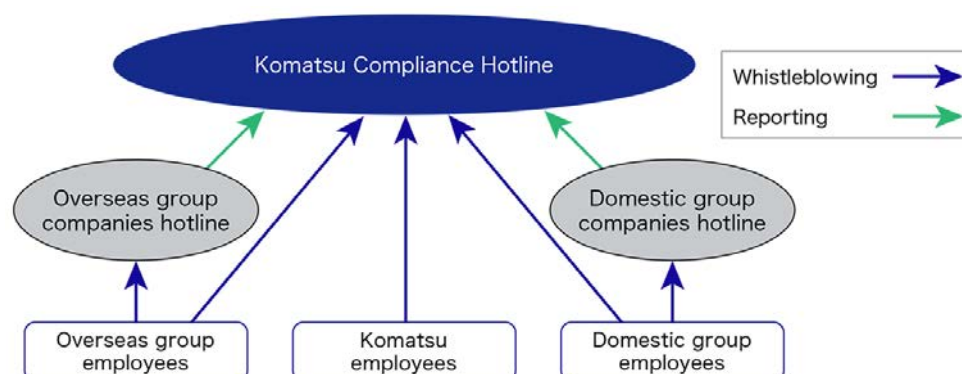 Komatsu Compliance Hotline
Whistleblowing
Reporting
Overseas group
companies hotline
Domestic group
companies hotline
Overseas group
employees
Komatsu
employees
Domestic group
employees